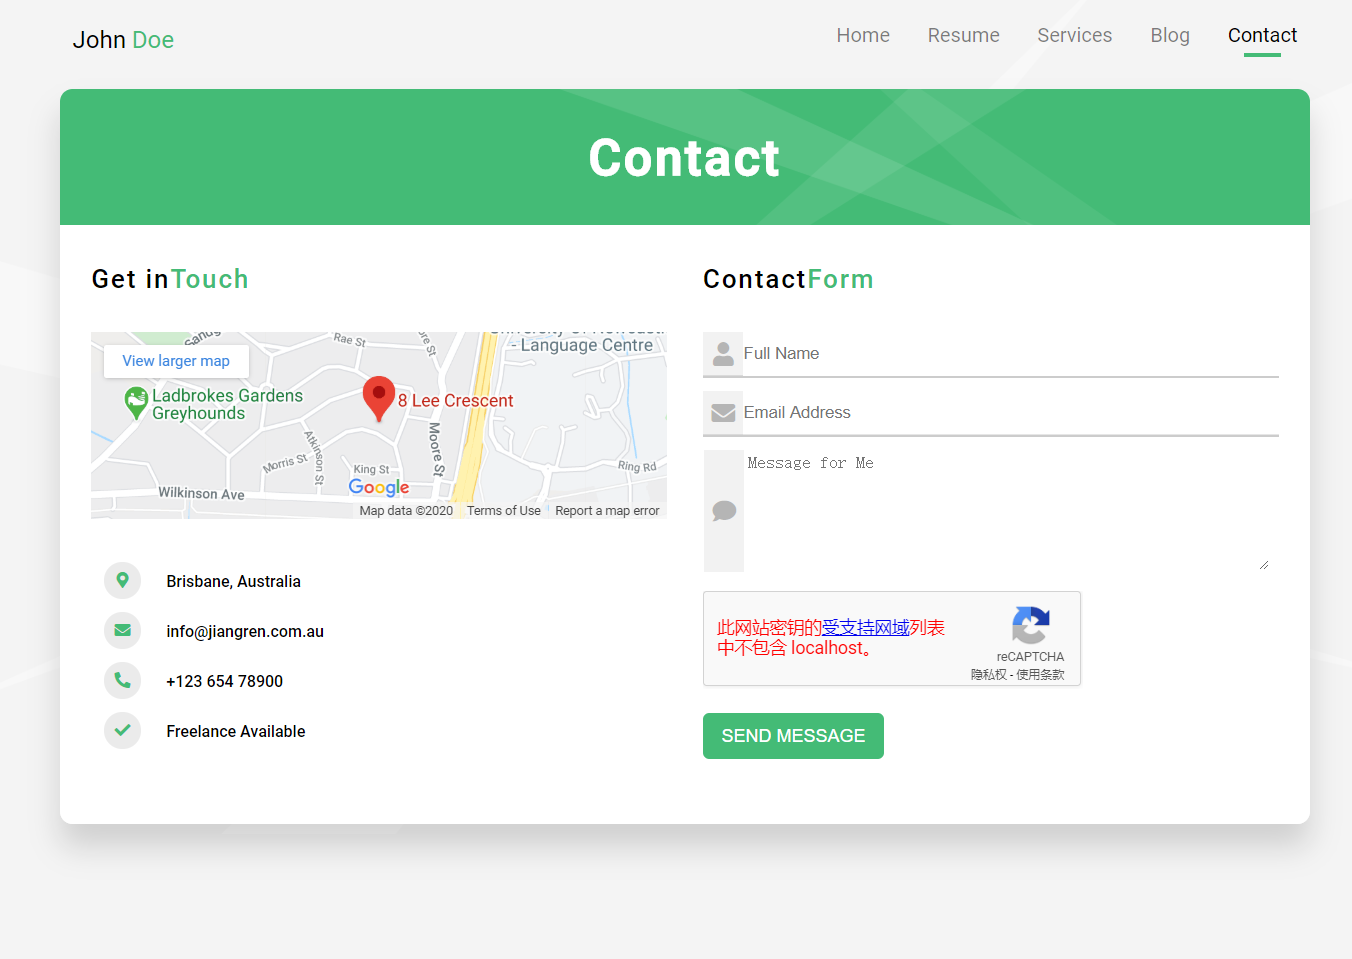 John Doe
Home Resume Services Blog Contact
Contact
Get inTouch
ContactForm
View larger map
Rae St
- Language Centre
Ladbrokes Gardens
Greyhounds
8 Lee Crescent
Moore St
Atkinson St
Morris St
King St
Ring Rd
Wilkinson Ave
Google
Map data ©2020 Terms of Use Report a map error
Brisbane, Australia
info@jiangren.com.au
+123 654 78900
Freelance Available
Full Name
Email Address
Message for Me
此网站密钥的受支持网域列表
中不包含 localhost。
reCAPTCHA
隐私权 - 使用条款
SEND MESSAGE